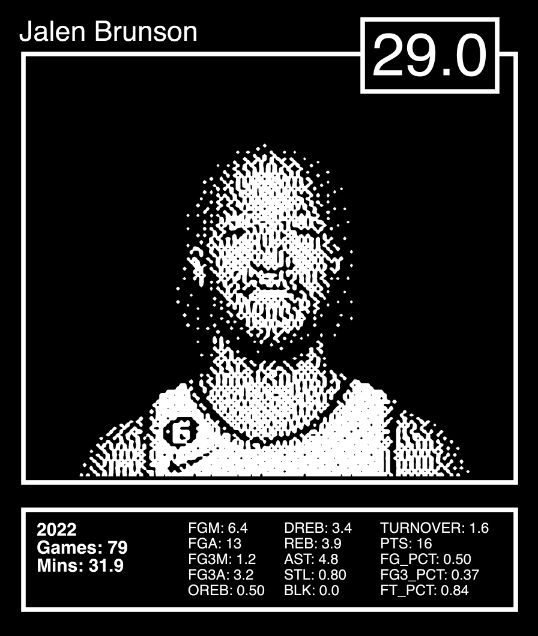 Jalen Brunson
29.0
6
2022
Games: 79
Mins: 31.9
FGM: 6.4
FGA: 13
FG3M: 1.2
FG3A: 3.2
OREB: 0.50
DREB: 3.4
REB: 3.9
AST: 4.8
STL: 0.80
BLK: 0.0
TURNOVER: 1.6
PTS: 16
FG_PCT: 0.50
FG3_PCT: 0.37
FT_PCT: 0.84